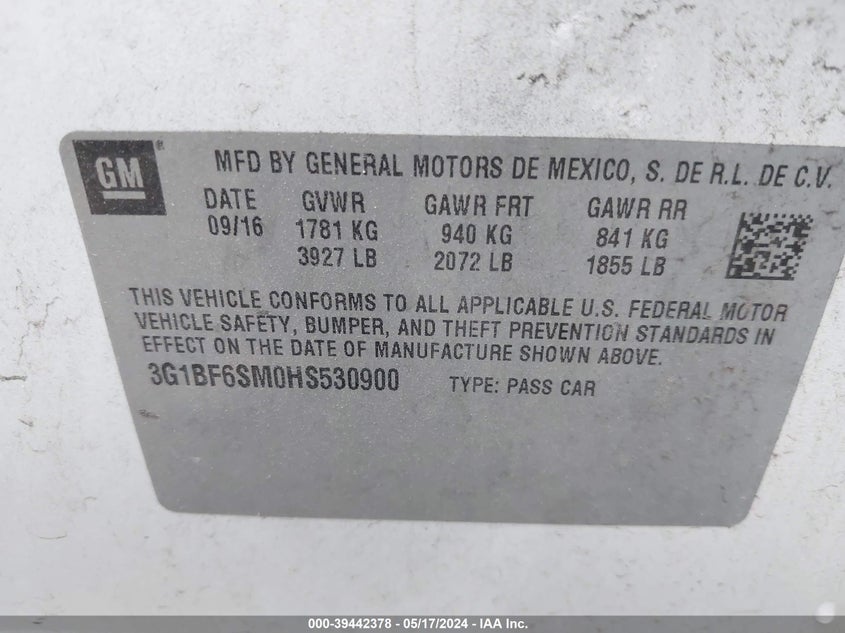 GM ® MFD BY GENERAL MOTORS DE MEXICO, S. DE R.L. DE C.V.
DATE GVWR GAWR FRT GAWR RR
09/16 1781 KG 940 KG 841 KG
3927 LB 2072 LB 1855 LB
THIS VEHICLE CONFORMS TO ALL APPLICABLE U.S. FEDERAL MOTOR
VEHICLE SAFETY, BUMPER, AND THEFT PREVENTION STANDARDS IN
EFFECT ON THE DATE OF MANUFACTURE SHOWN ABOVE.
3G1BF6SM0HS530900 TYPE: PASS CAR
000-39442378 - 05/17/2024 - IAA Inc.